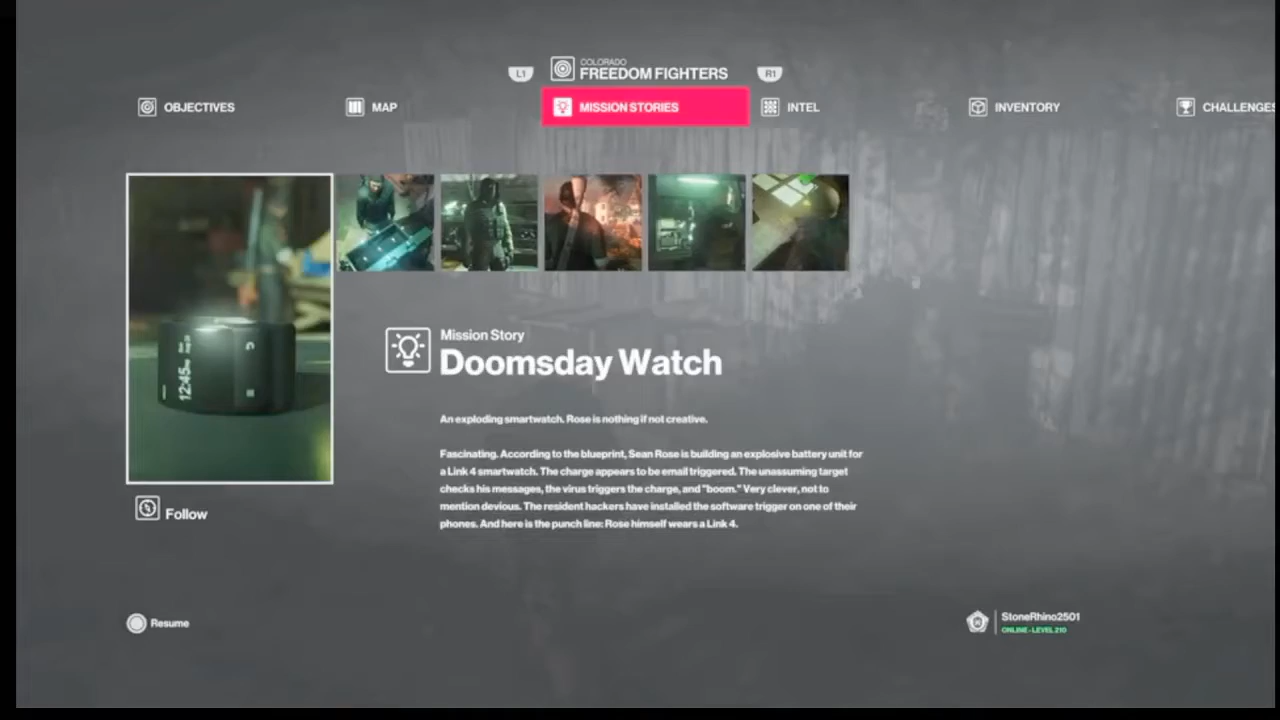 COLORADO
L1
FREEDOM FIGHTERS
R1
OBJECTIVES
MAP
MISSION STORIES
INTEL
INVENTORY
CHALLENGES
12:45
Mission Story
Doomsday Watch
An exploding smartwatch. Rose is nothing if not creative.
Fascinating. According to the blueprint, Sean Rose is building an explosive battery unit for
a Link 4 smartwatch. The charge appears to be email triggered. The unassuming target
checks his messages, the virus triggers the charge, and "boom." Very clever, not to
mention devious. The resident hackers have installed the software trigger on one of their
phones. And here is the punch line: Rose himself wears a Link 4.
Follow
Resume
StoneRhino2501
ONLINE - LEVEL 210